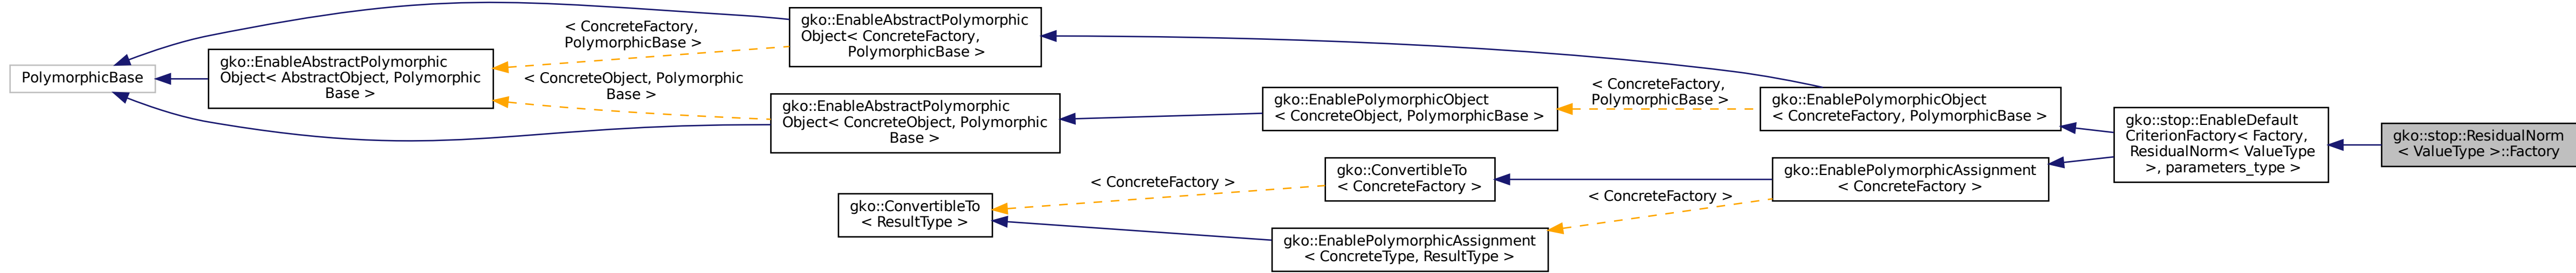 PolymorphicBase
gko::EnableAbstractPolymorphic
Object< AbstractObject, Polymorphic
Base >
< ConcreteFactory,
PolymorphicBase >
< ConcreteObject, Polymorphic
Base >
gko::EnableAbstractPolymorphic
Object< ConcreteFactory,
PolymorphicBase >
gko::EnableAbstractPolymorphic
Object< ConcreteObject, Polymorphic
Base >
gko::ConvertibleTo
< ResultType >
< ConcreteFactory >
gko::EnablePolymorphicObject
< ConcreteObject, PolymorphicBase >
gko::ConvertibleTo
< ConcreteFactory >
gko::EnablePolymorphicAssignment
< ConcreteType, ResultType >
< ConcreteFactory,
PolymorphicBase >
< ConcreteFactory >
gko::EnablePolymorphicObject
< ConcreteFactory, PolymorphicBase >
gko::EnablePolymorphicAssignment
< ConcreteFactory >
gko::stop::EnableDefault
CriterionFactory< Factory,
ResidualNorm< ValueType
>, parameters_type >
gko::stop::ResidualNorm
< ValueType >::Factory